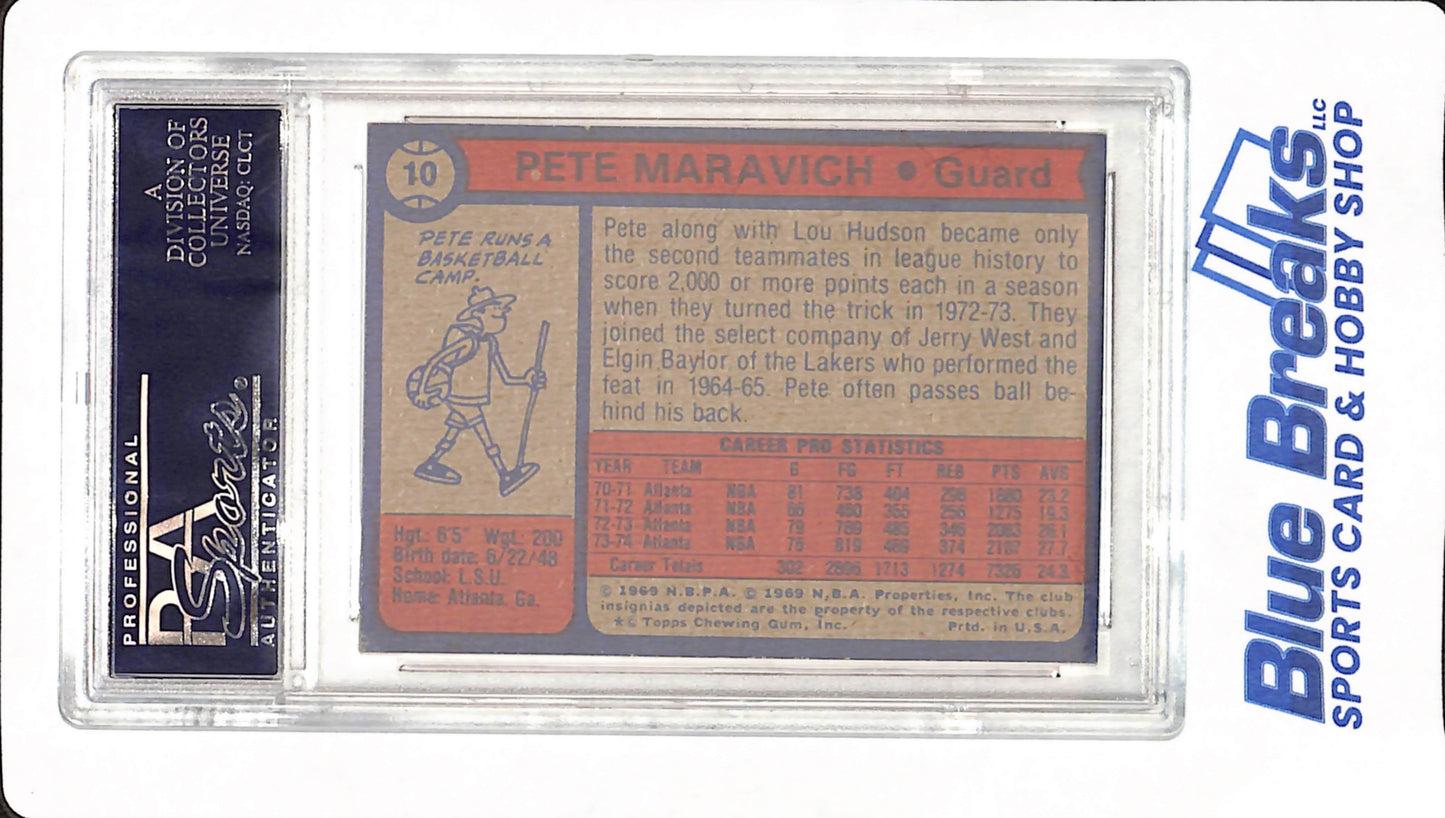 A
DIVISION OF
COLLECTORS
UNIVERSE
NASDAQ: CLCT
PROFESSIONAL
PSA
Sports®
AUTHENTICATOR
10
PETE MARAVICH • Guard
PETE RUNS A
BASKETBALL
CAMP.
Pete along with Lou Hudson became only
the second teammates in league history to
score 2,000 or more points each in a season
when they turned the trick in 1972-73. They
joined the select company of Jerry West and
Elgin Baylor of the Lakers who performed the
feat in 1964-65. Pete often passes ball be-
hind his back.
CAREER PRO STATISTICS
YEAR TEAM G FG FT REB PTS AVG
70-71 Atlanta NBA 81 738 404 298 1880 23.2
71-72 Atlanta NBA 66 460 355 256 1275 19.3
72-73 Atlanta NBA 79 789 485 346 2063 26.1
73-74 Atlanta NBA 76 819 469 374 2107 27.7
Career Totals 302 2806 1713 1274 7325 24.3
Hgt: 6'5" Wgt: 200
Birth date: 6/22/48
School: L.S.U.
Home: Atlanta, Ga.
© 1969 N.B.P.A. © 1969 N.B.A. Properties, Inc. The club
insignias depicted are the property of the respective clubs.
*© Topps Chewing Gum, Inc. Prtd. in U.S.A.
Blue Breaks LLC
SPORTS CARD & HOBBY SHOP